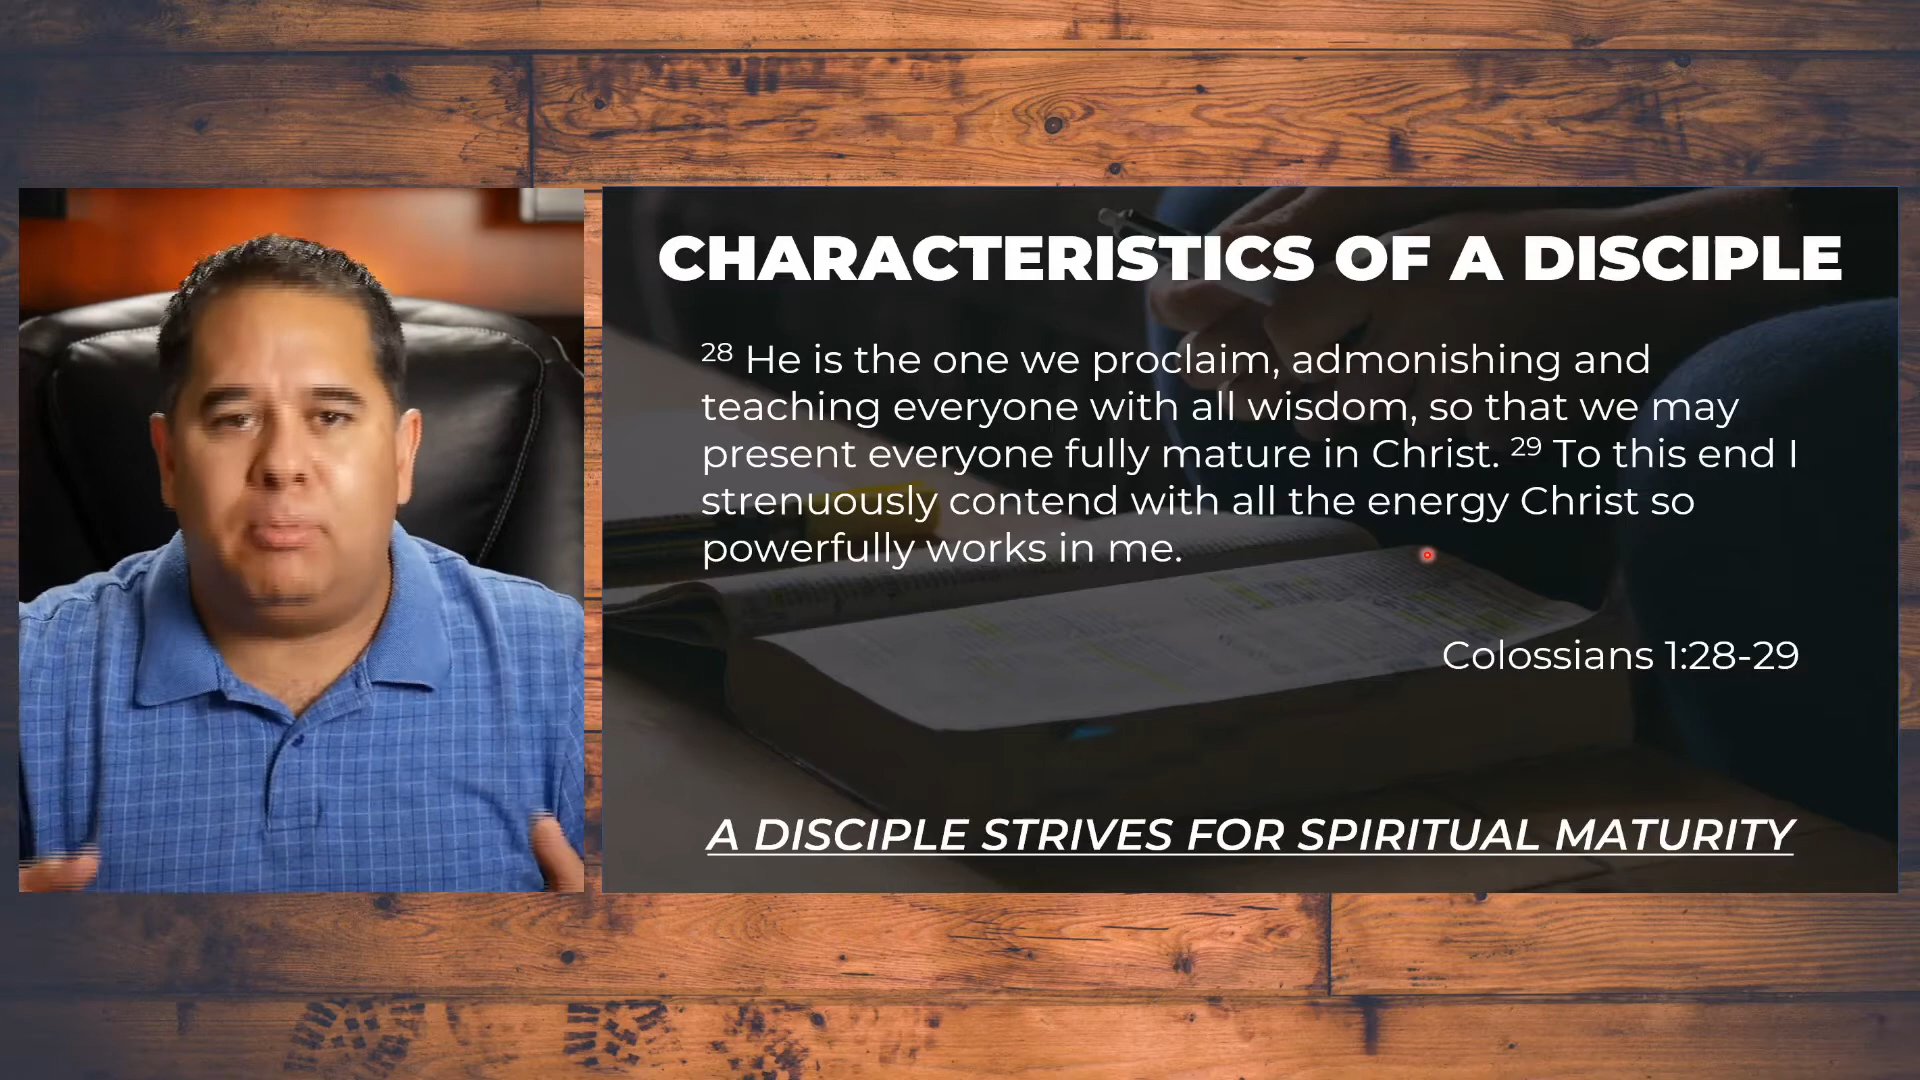 CHARACTERISTICS OF A DISCIPLE
28 He is the one we proclaim, admonishing and
teaching everyone with all wisdom, so that we may
present everyone fully mature in Christ. 29 To this end I
strenuously contend with all the energy Christ so
powerfully works in me.
Colossians 1:28-29
A DISCIPLE STRIVES FOR SPIRITUAL MATURITY